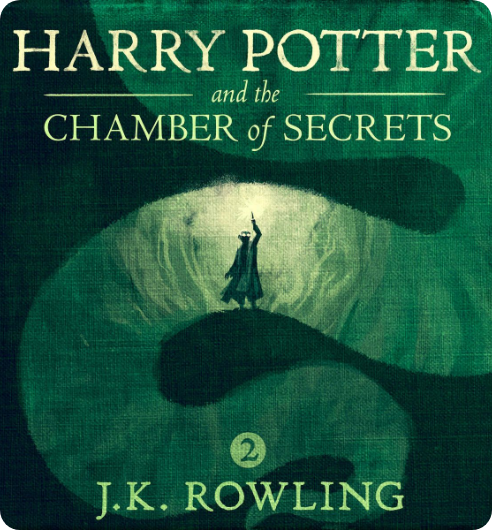 HARRY POTTER
and the
CHAMBER of SECRETS
2
J.K. ROWLING